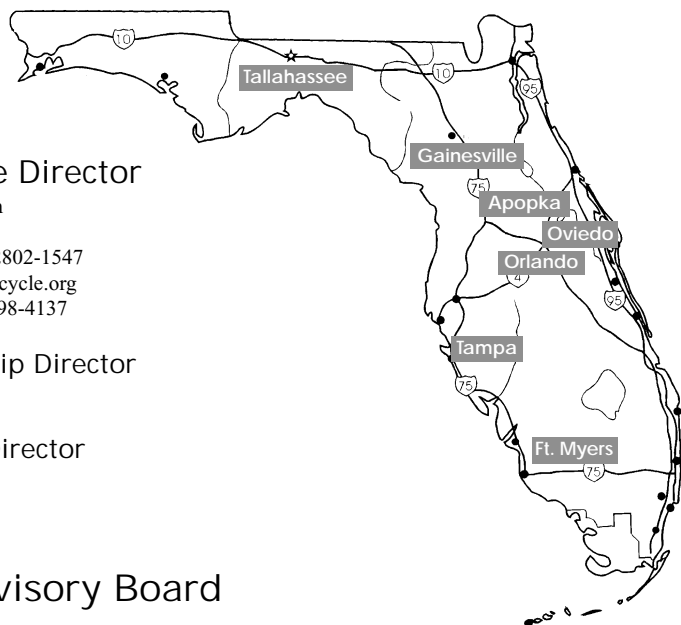 10
Tallahassee
10
95
Gainesville
e Director
75
Apopka
802-1547
Oviedo
cycle.org
Orlando
4
98-4137
95
Tampa
ip Director
75
irector
Ft. Myers
75
visory Board